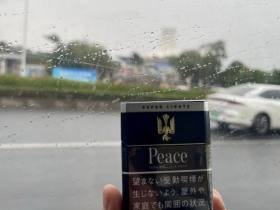 SUPER LIGHTS
Peace
望まない受動喫煙が
生じないよう、屋外や
家庭でも周囲の状況